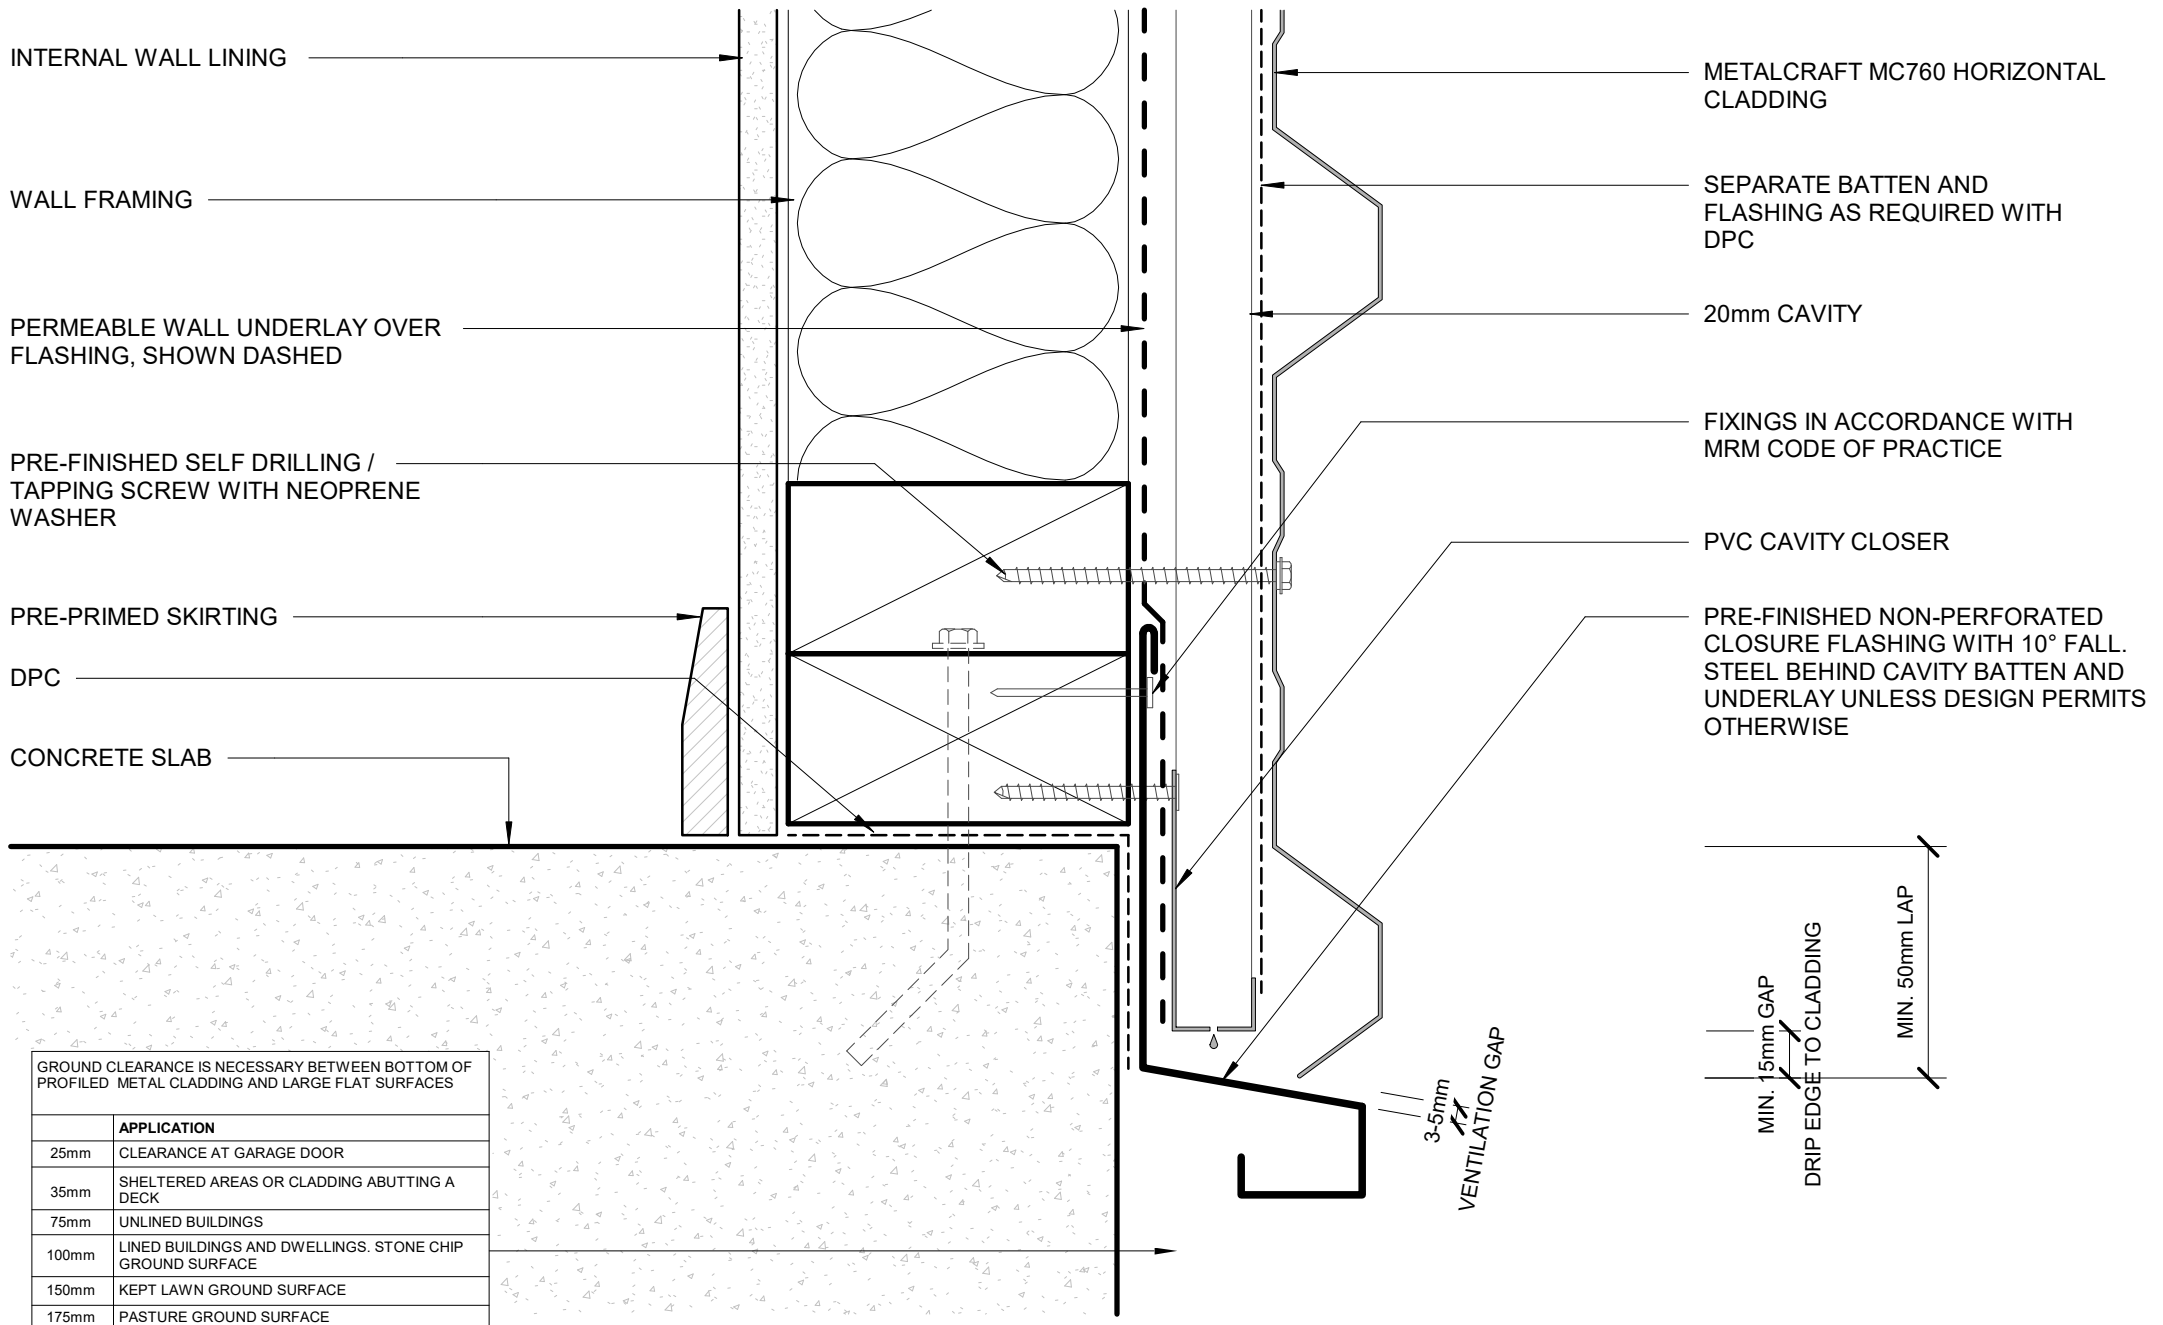 INTERNAL WALL LINING
WALL FRAMING
PERMEABLE WALL UNDERLAY OVER
FLASHING, SHOWN DASHED
PRE-FINISHED SELF DRILLING /
TAPPING SCREW WITH NEOPRENE
WASHER
PRE-PRIMED SKIRTING
DPC
CONCRETE SLAB
METALCRAFT MC760 HORIZONTAL
CLADDING
SEPARATE BATTEN AND
FLASHING AS REQUIRED WITH
DPC
20mm CAVITY
FIXINGS IN ACCORDANCE WITH
MRM CODE OF PRACTICE
PVC CAVITY CLOSER
PRE-FINISHED NON-PERFORATED
CLOSURE FLASHING WITH 10° FALL.
STEEL BEHIND CAVITY BATTEN AND
UNDERLAY UNLESS DESIGN PERMITS
OTHERWISE
3-5mm
VENTILATION GAP
MIN. 15mm GAP
DRIP EDGE TO CLADDING
MIN. 50mm LAP
GROUND CLEARANCE IS NECESSARY BETWEEN BOTTOM OF
PROFILED METAL CLADDING AND LARGE FLAT SURFACES
APPLICATION
25mm CLEARANCE AT GARAGE DOOR
35mm SHELTERED AREAS OR CLADDING ABUTTING A
DECK
75mm UNLINED BUILDINGS
100mm LINED BUILDINGS AND DWELLINGS. STONE CHIP
GROUND SURFACE
150mm KEPT LAWN GROUND SURFACE
175mm PASTURE GROUND SURFACE